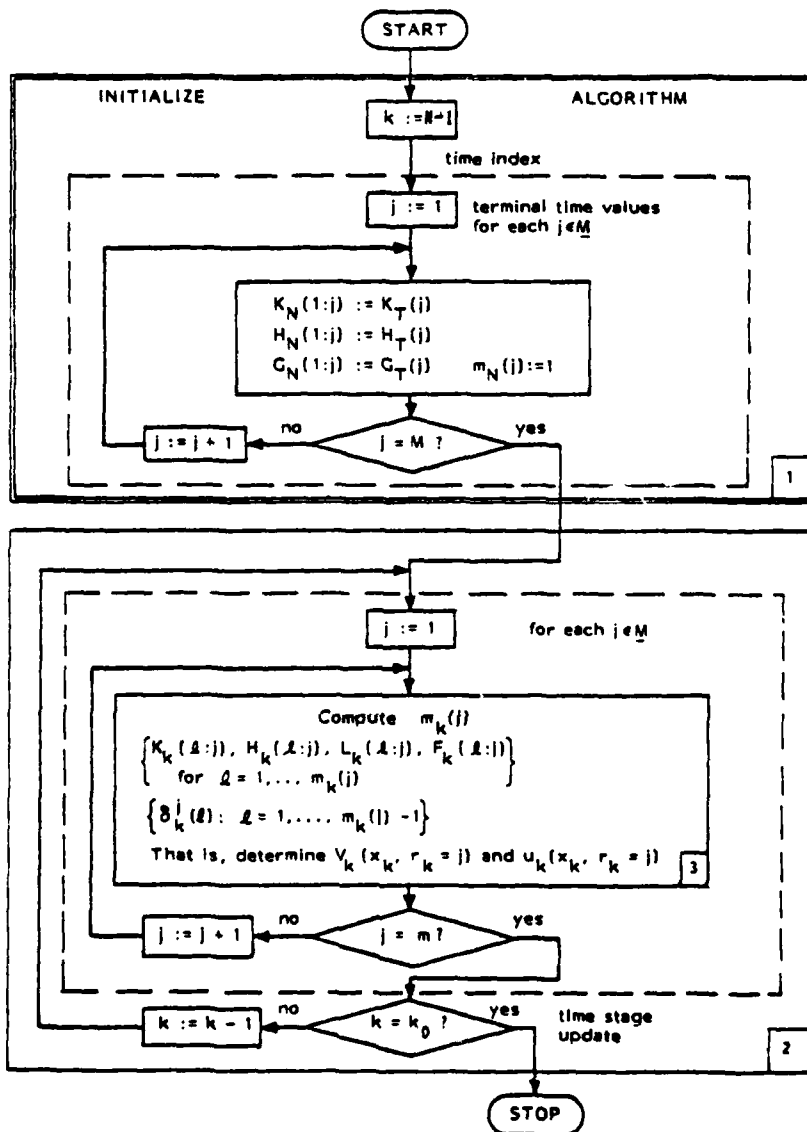 START
INITIALIZE ALGORITHM
k := N-1
time index
j := 1
terminal time values
for each j ϵ M
K_N(1:j) := K_T(j)
H_N(1:j) := H_T(j)
G_N(1:j) := G_T(j) m_N(j):=1
no
yes
j := j + 1
j = M ?
1
j := 1
for each j ϵ M
Compute m_k(j)
{K_k(ℓ:j), H_k(ℓ:j), L_k(ℓ:j), F_k(ℓ:j)}
for ℓ = 1,... m_k(j)
{δ_k^j(ℓ): ℓ = 1,.... m_k(j) -1}
That is, determine V_k(x_k, r_k = j) and u_k(x_k, r_k = j)
3
no
yes
j := j + 1
j = m?
no
yes
k := k - 1
k = k_0 ?
time stage
update
2
STOP